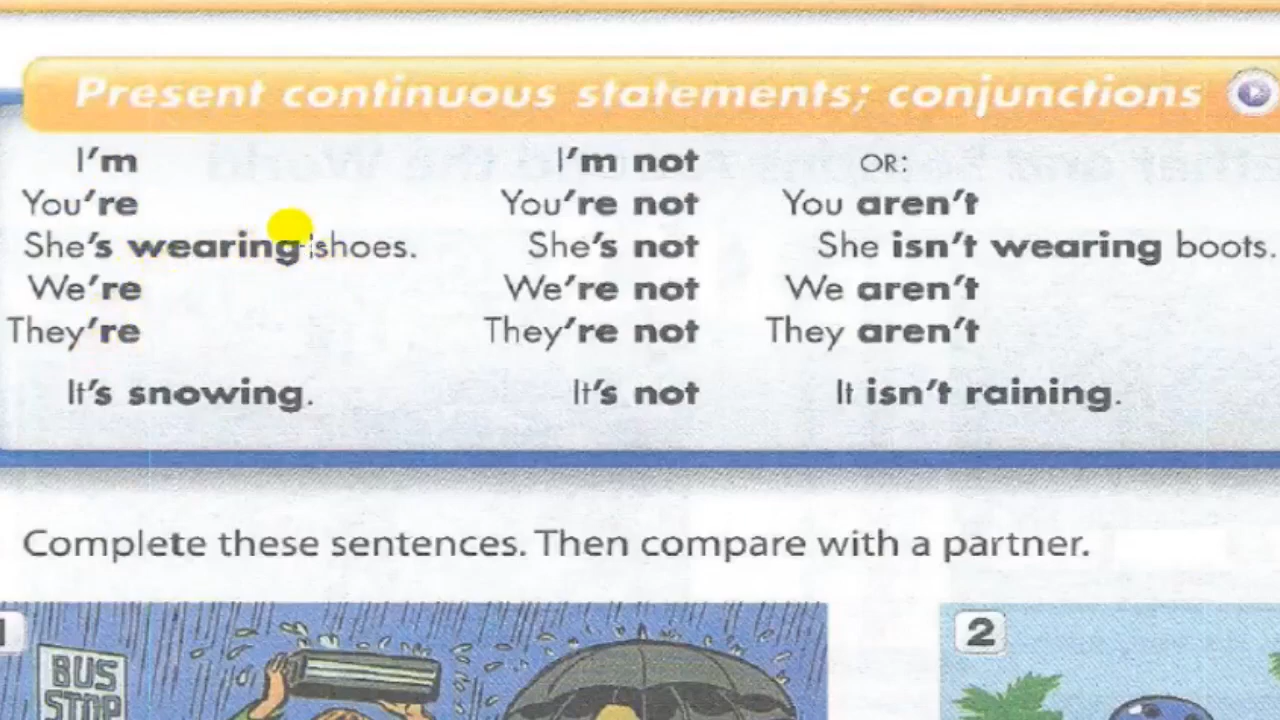 Present continuous statements; conjunctions
I'm I'm not OR:
You're You're not You aren't
She's wearing shoes. She's not She isn't wearing boots.
We're We're not We aren't
They're They're not They aren't
It's snowing. It's not It isn't raining.
Complete these sentences. Then compare with a partner.
1
2
BUS
STOP